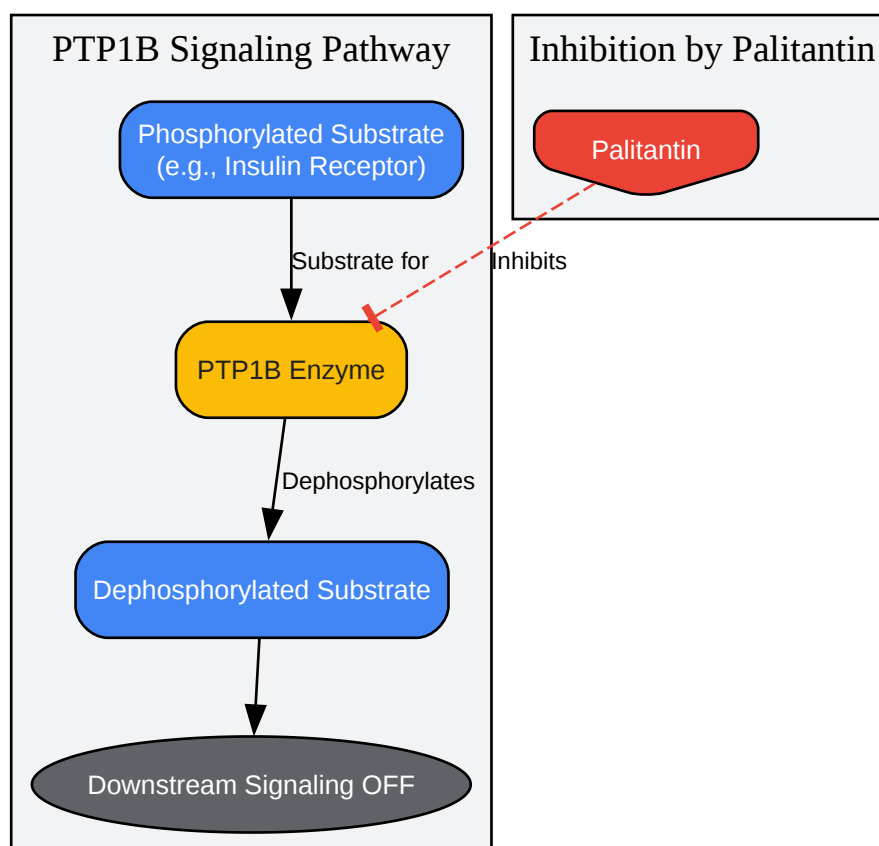 PTP1B Signaling Pathway
Inhibition by Palitantin
Phosphorylated Substrate
(e.g., Insulin Receptor)
Palitantin
Substrate for
Inhibits
PTP1B Enzyme
Dephosphorylates
Dephosphorylated Substrate
Downstream Signaling OFF